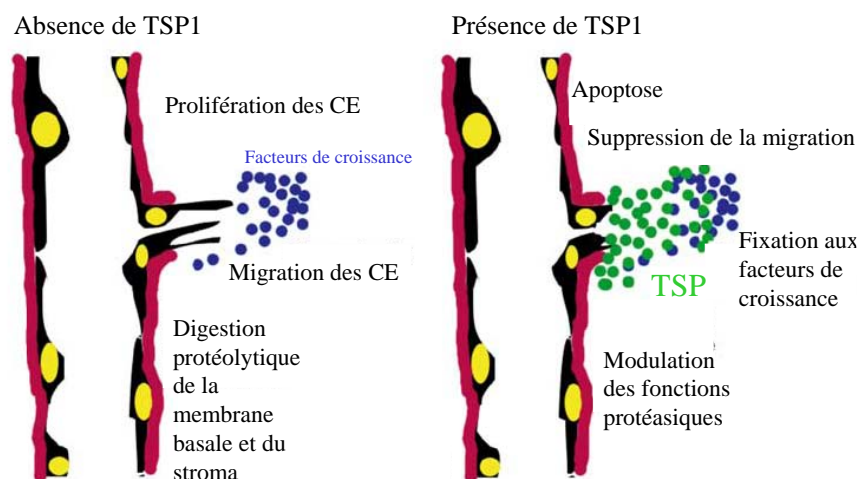 Absence de TSP1
Prolifération des CE
Facteurs de croissance
Migration des CE
Digestion
protéolytique
de la
membrane
basale et du
stroma
Présence de TSP1
Apoptose
Suppression de la migration
Fixation aux
facteurs de
croissance
TSP
Modulation
des fonctions
protéasiques